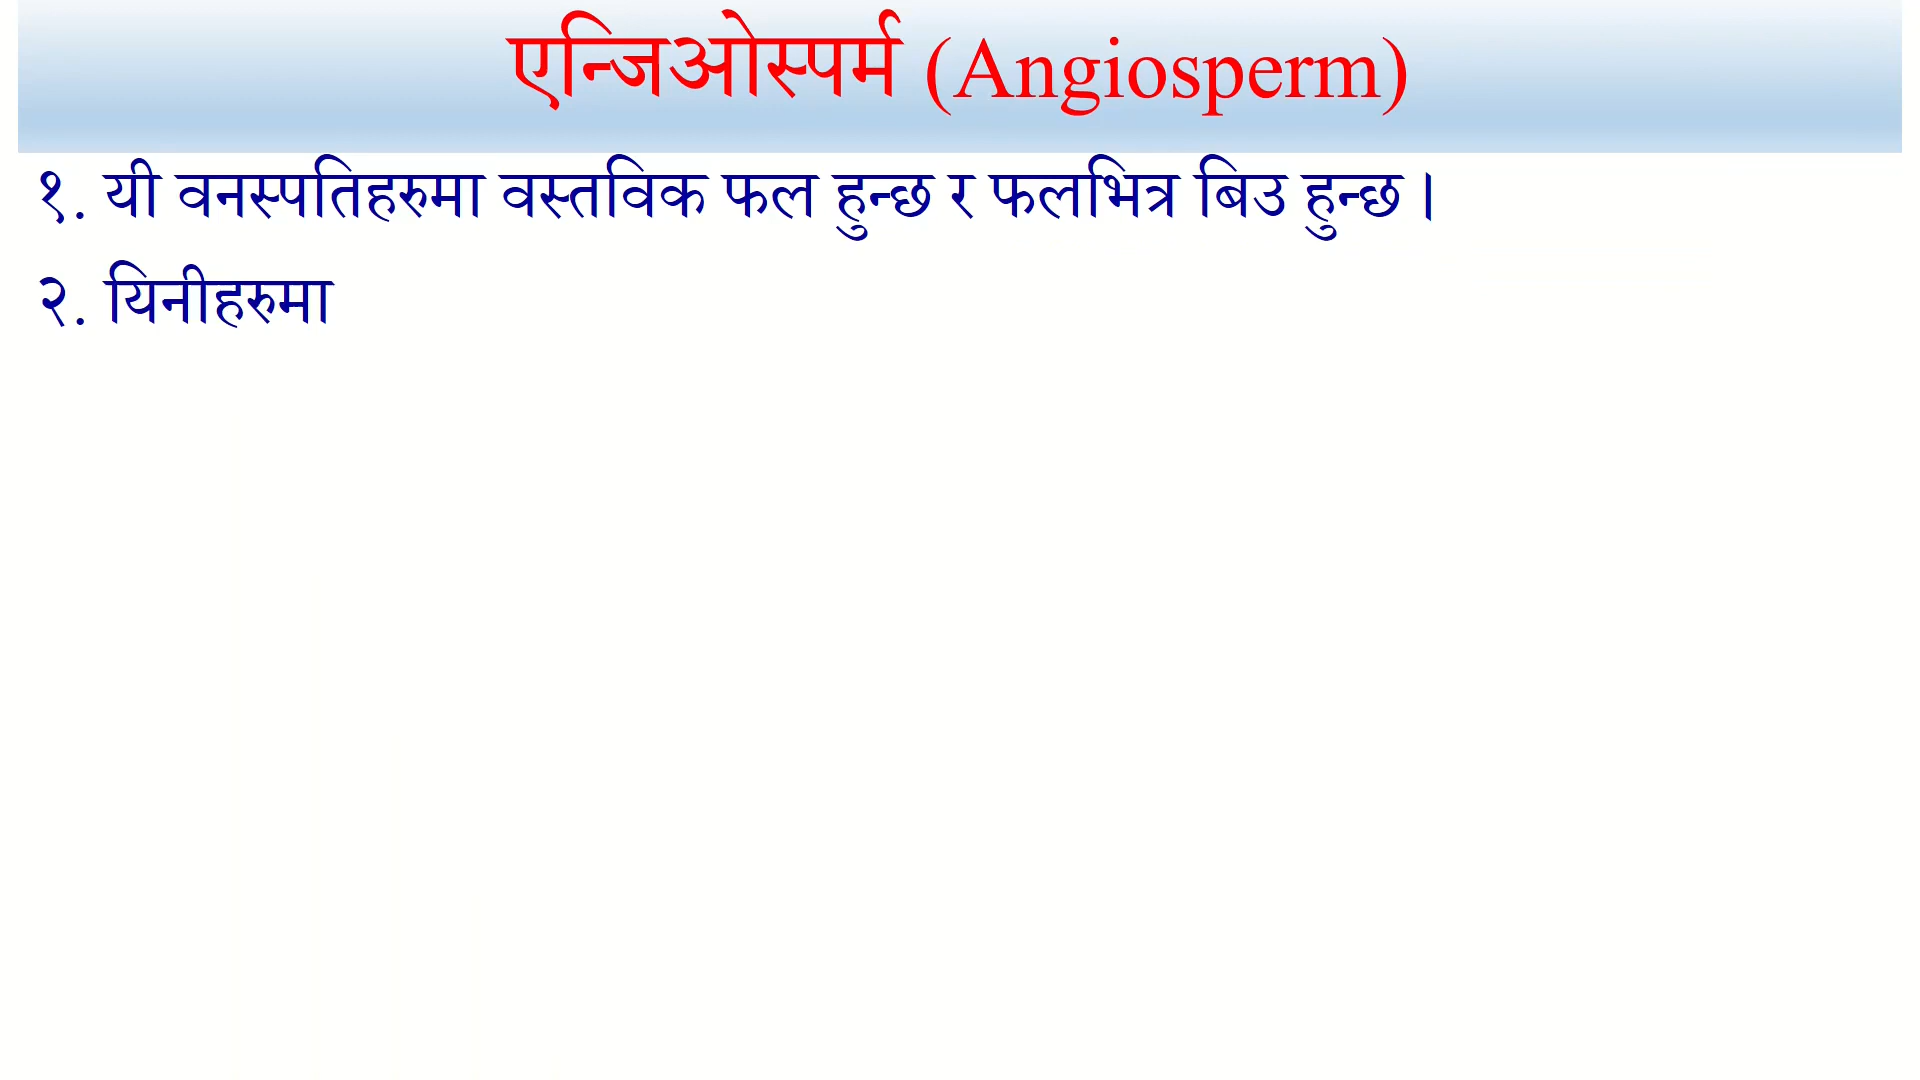 एन्जिओस्पर्म (Angiosperm)
१. यी वनस्पतिहरुमा वस्तविक फल हुन्छ र फलभित्र बिउ हुन्छ।
२. यिनीहरुमा